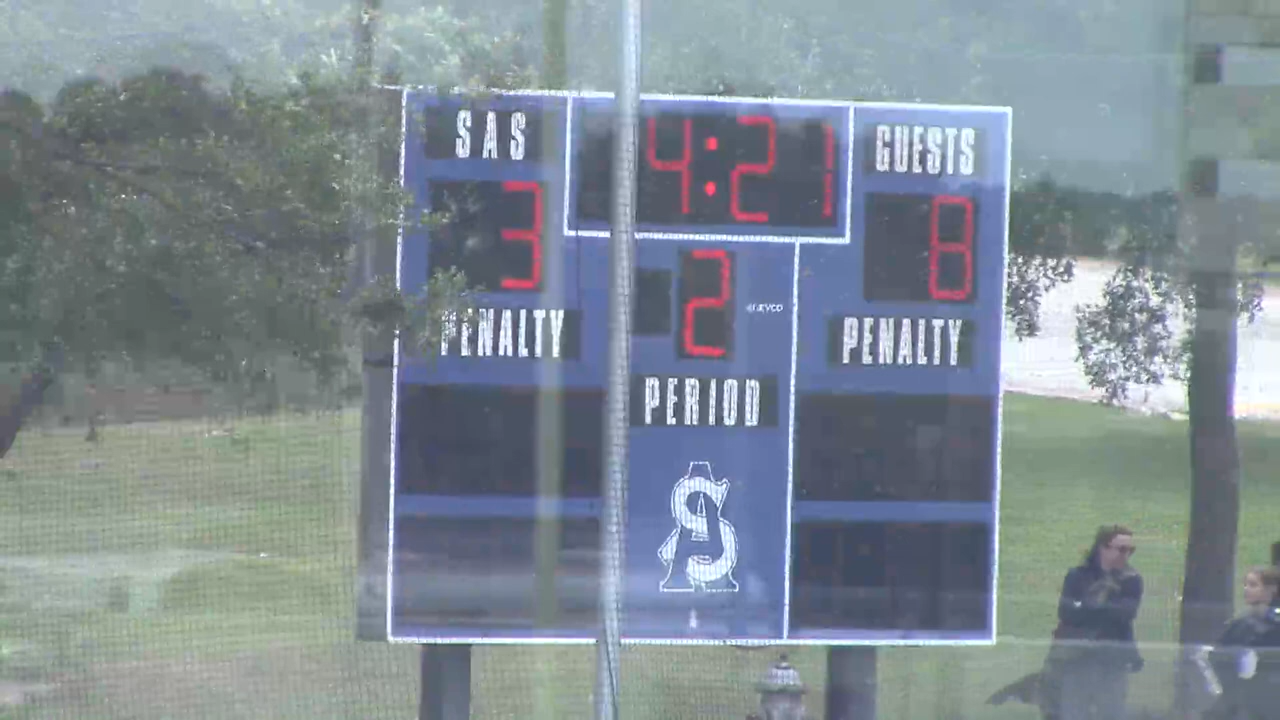 SAS 4:21 GUESTS
3 8
2
PENALTY PENALTY
PERIOD
SA